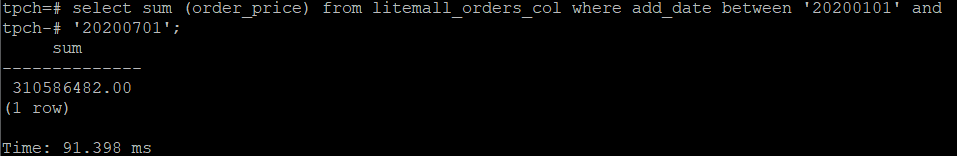 tpch=# select sum (order_price) from litemall_orders_col where add_date between '20200101' and
tpch-# '20200701';
     sum
--------------
 310586482.00
(1 row)

Time: 91.398 ms